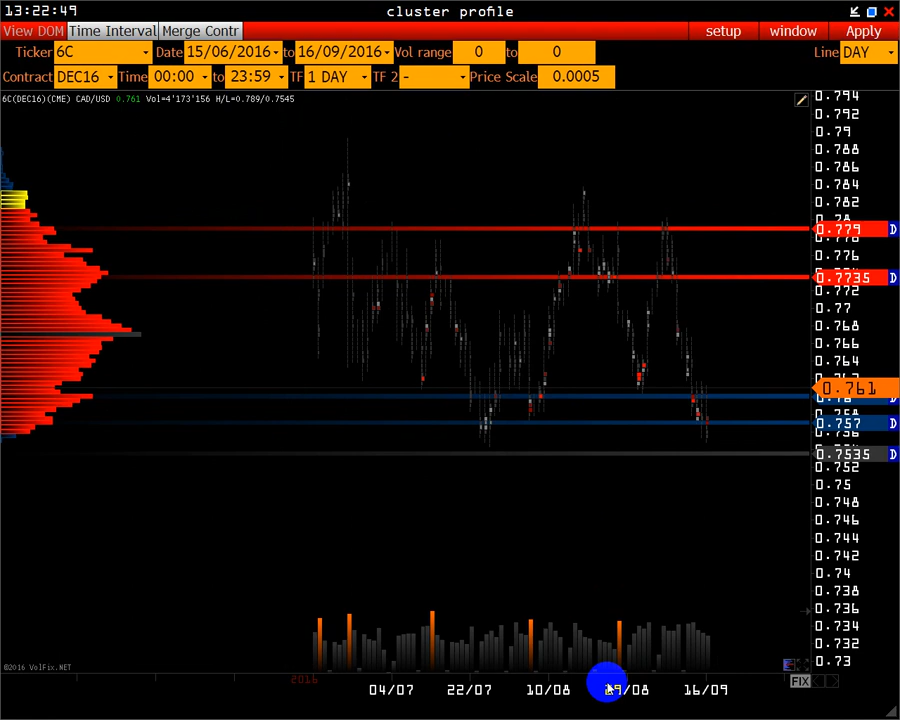 13:22:49 cluster profile
View DOM Time Interval Merge Contr setup window Apply
Ticker 6C Date 15/06/2016 to 16/09/2016 Vol range 0 to 0 Line DAY
Contract DEC16 Time 00:00 to 23:59 TF 1 DAY TF 2 - Price Scale 0.0005
6C(DEC16)(CME) CAD/USD 0.761 Vol=4'173'156 H/L=0.789/0.7545
0.794
0.792
0.79
0.788
0.786
0.784
0.782
0.779 D
0.776
0.7735 D
0.772
0.77
0.768
0.766
0.764
0.761
0.757 D
0.7535 D
0.752
0.75
0.748
0.746
0.744
0.742
0.74
0.738
0.736
0.734
0.732
0.73
©2016 VolFix.NET
2016 FIX
04/07 22/07 10/08 29/08 16/09